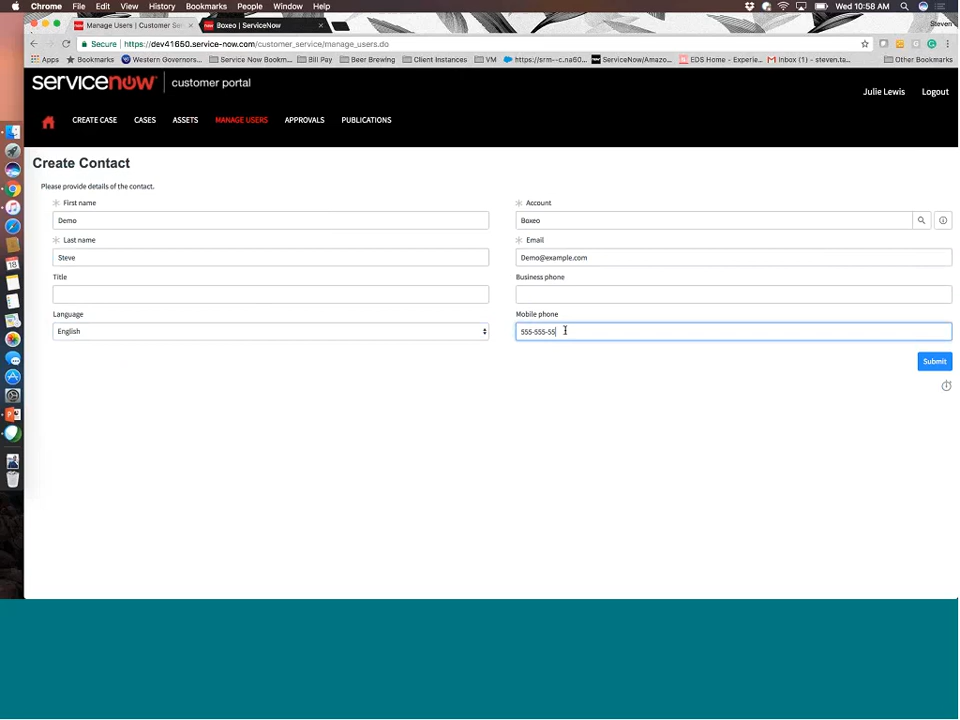 Chrome File Edit View History Bookmarks People Window Help Wed 10:58 AM
Manage Users | Customer Se Boxeo | ServiceNow Steven
Secure https://dev41650.service-now.com/customer_service/manage_users.do
Apps Bookmarks Western Governors... Service Now Bookm... Bill Pay Beer Brewing Client Instances VM https://srm--c.na60... ServiceNow/Amazo... EDS Home - Experie... Inbox (1) - steven.ta... Other Bookmarks
servicenow customer portal
Julie Lewis Logout
CREATE CASE CASES ASSETS MANAGE USERS APPROVALS PUBLICATIONS
Create Contact
Please provide details of the contact.
First name Account
Demo Boxeo
Last name Email
Steve Demo@example.com
Title Business phone
Language Mobile phone
English 555-555-55
Submit